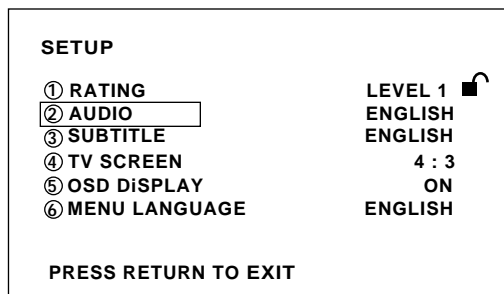 SETUP
① RATING LEVEL 1
② AUDIO ENGLISH
③ SUBTITLE ENGLISH
④ TV SCREEN 4 : 3
⑤ OSD DiSPLAY ON
⑥ MENU LANGUAGE ENGLISH
PRESS RETURN TO EXIT